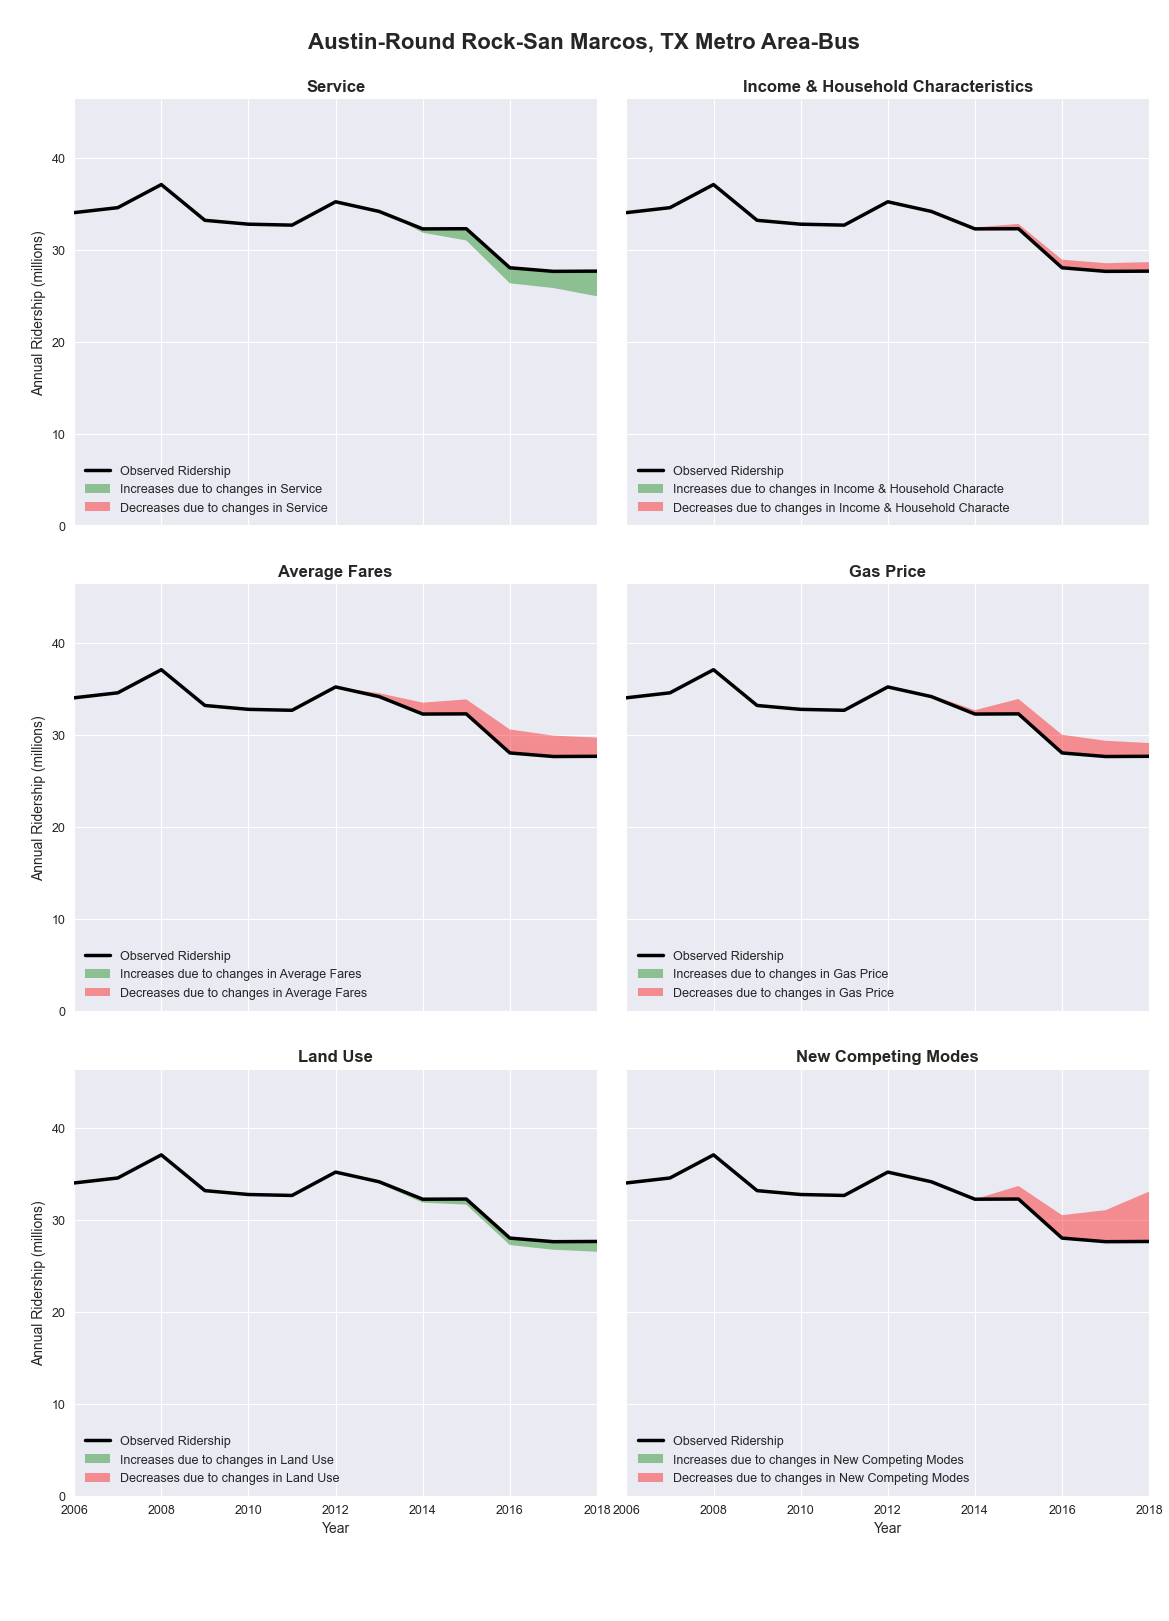 Austin-Round Rock-San Marcos, TX Metro Area-Bus
Service
Income & Household Characteristics
Annual Ridership (millions)
40
30
20
10
0
Observed Ridership
Increases due to changes in Service
Decreases due to changes in Service
Observed Ridership
Increases due to changes in Income & Household Characte
Decreases due to changes in Income & Household Characte
Average Fares
Gas Price
Annual Ridership (millions)
40
30
20
10
0
Observed Ridership
Increases due to changes in Average Fares
Decreases due to changes in Average Fares
Observed Ridership
Increases due to changes in Gas Price
Decreases due to changes in Gas Price
Land Use
New Competing Modes
Annual Ridership (millions)
40
30
20
10
0
Observed Ridership
Increases due to changes in Land Use
Decreases due to changes in Land Use
Observed Ridership
Increases due to changes in New Competing Modes
Decreases due to changes in New Competing Modes
2006 2008 2010 2012 2014 2016 2018
2006 2008 2010 2012 2014 2016 2018
Year
Year